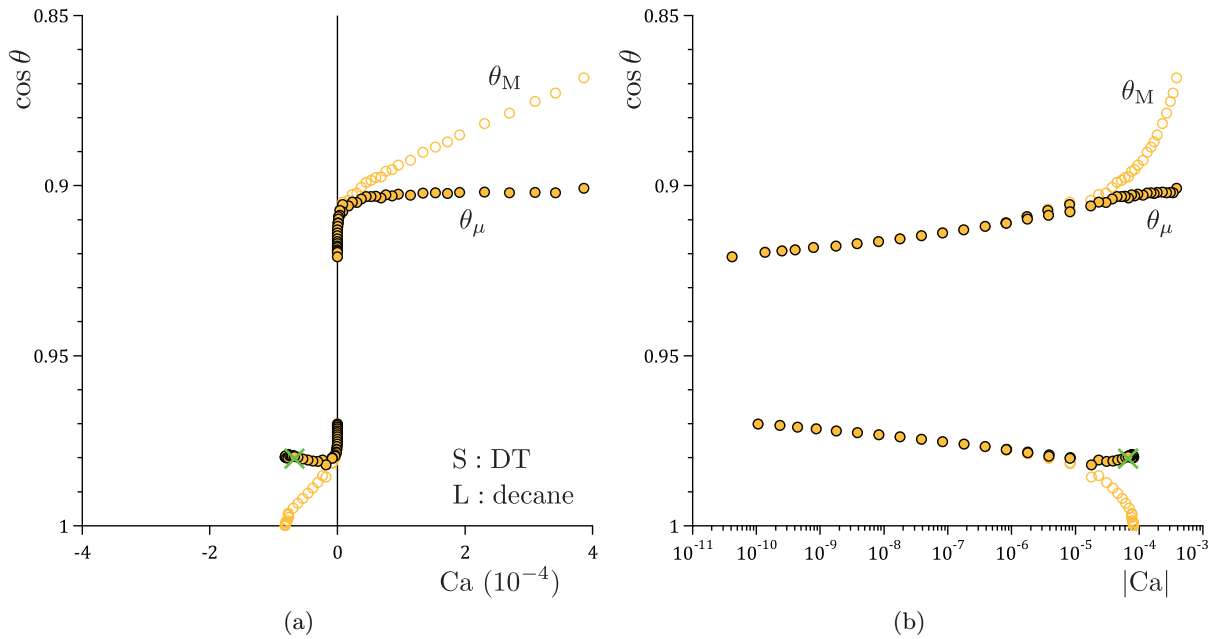 0.85
cos θ
θ_M
0.9
θ_μ
0.95
S : DT
L : decane
1
-4
-2
0
2
4
Ca (10⁻⁴)
(a)
0.85
cos θ
θ_M
0.9
θ_μ
0.95
1
10⁻¹¹
10⁻¹⁰
10⁻⁹
10⁻⁸
10⁻⁷
10⁻⁶
10⁻⁵
10⁻⁴
10⁻³
|Ca|
(b)